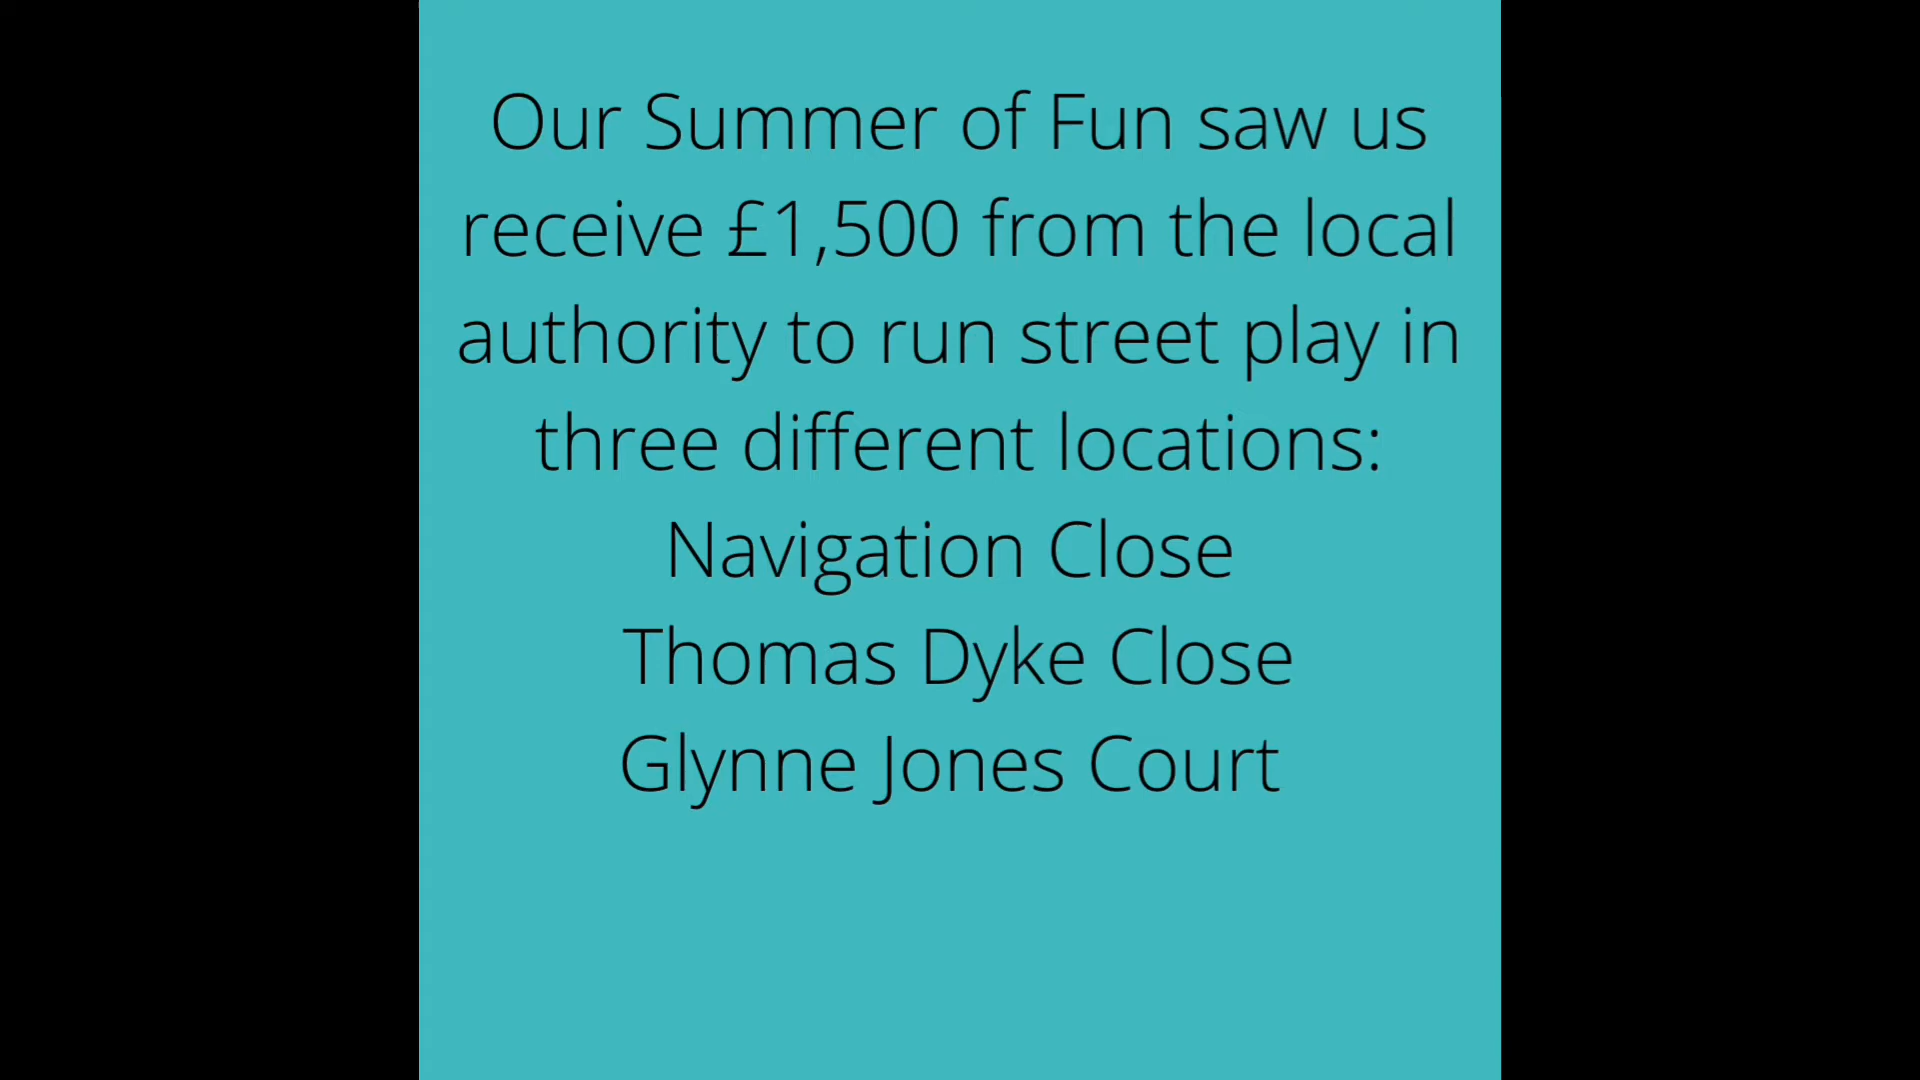 Our Summer of Fun saw us
receive £1,500 from the local
authority to run street play in
three different locations:
Navigation Close
Thomas Dyke Close
Glynne Jones Court